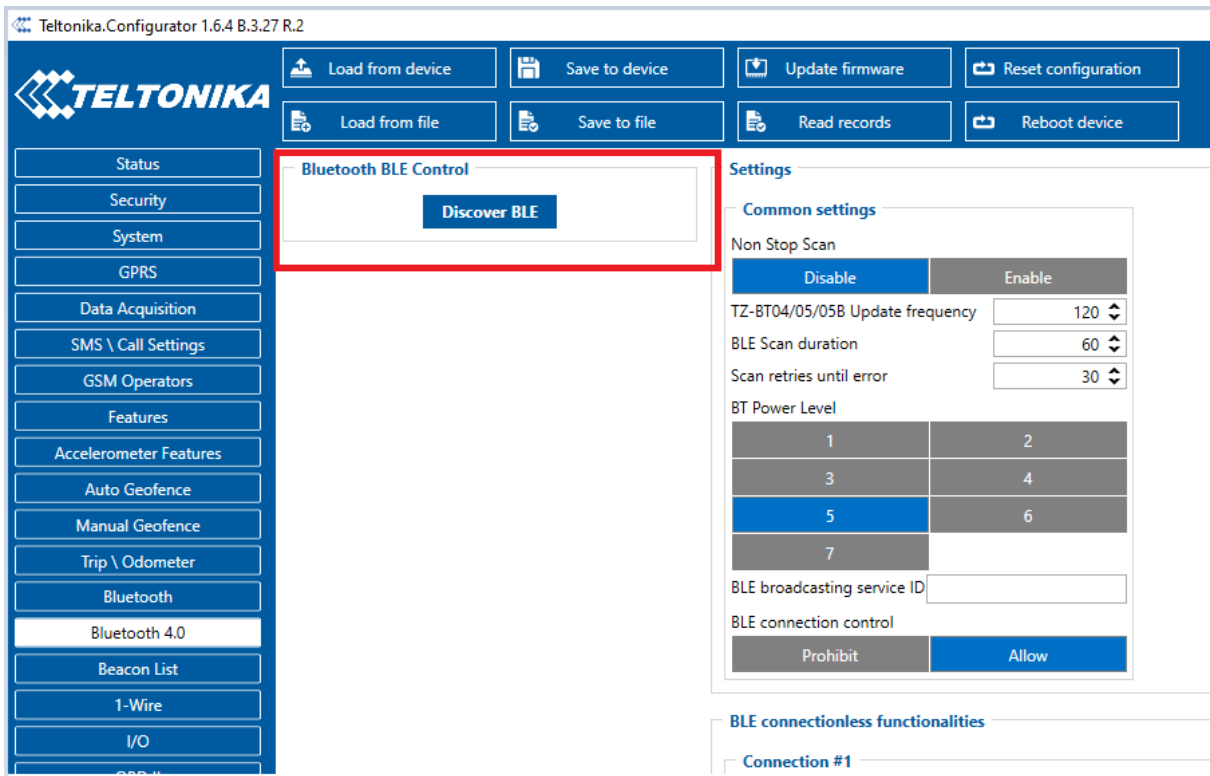 Teltonika.Configurator 1.6.4 B.3.27 R.2
TELTONIKA
Load from device
Save to device
Update firmware
Reset configuration
Load from file
Save to file
Read records
Reboot device
Status
Security
System
GPRS
Data Acquisition
SMS \ Call Settings
GSM Operators
Features
Accelerometer Features
Auto Geofence
Manual Geofence
Trip \ Odometer
Bluetooth
Bluetooth 4.0
Beacon List
1-Wire
I/O
Bluetooth BLE Control
Discover BLE
Settings
Common settings
Non Stop Scan
Disable Enable
TZ-BT04/05/05B Update frequency 120
BLE Scan duration 60
Scan retries until error 30
BT Power Level
1 2
3 4
5 6
7
BLE broadcasting service ID
BLE connection control
Prohibit Allow
BLE connectionless functionalities
Connection #1